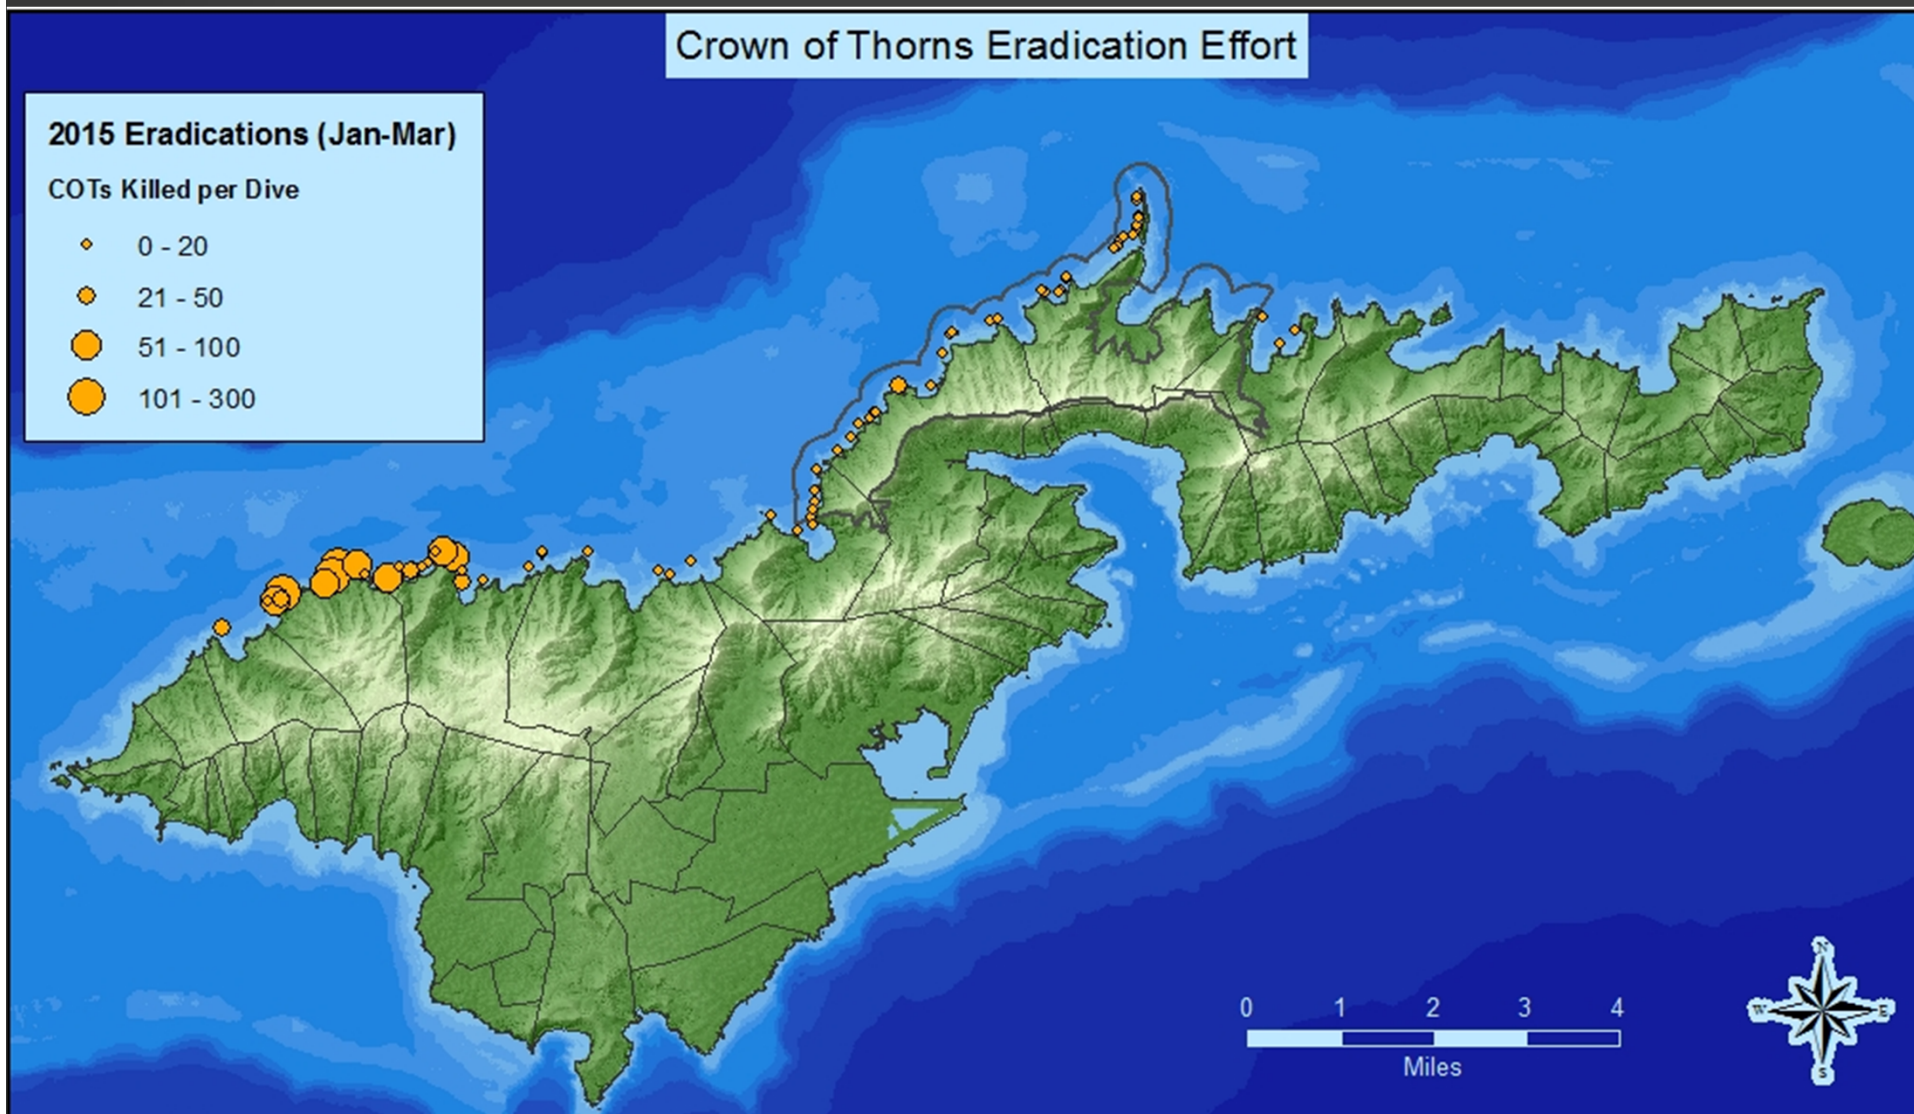 Crown of Thorns Eradication Effort
2015 Eradications (Jan-Mar)
COTs Killed per Dive
0 - 20
21 - 50
51 - 100
101 - 300
0 1 2 3 4
Miles
N
W E
S